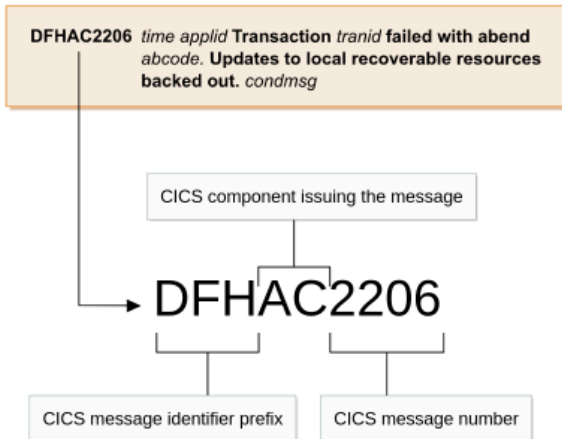 DFHAC2206 time applid Transaction tranid failed with abend
abcode. Updates to local recoverable resources
backed out. condmsg
CICS component issuing the message
DFHAC2206
CICS message identifier prefix
CICS message number